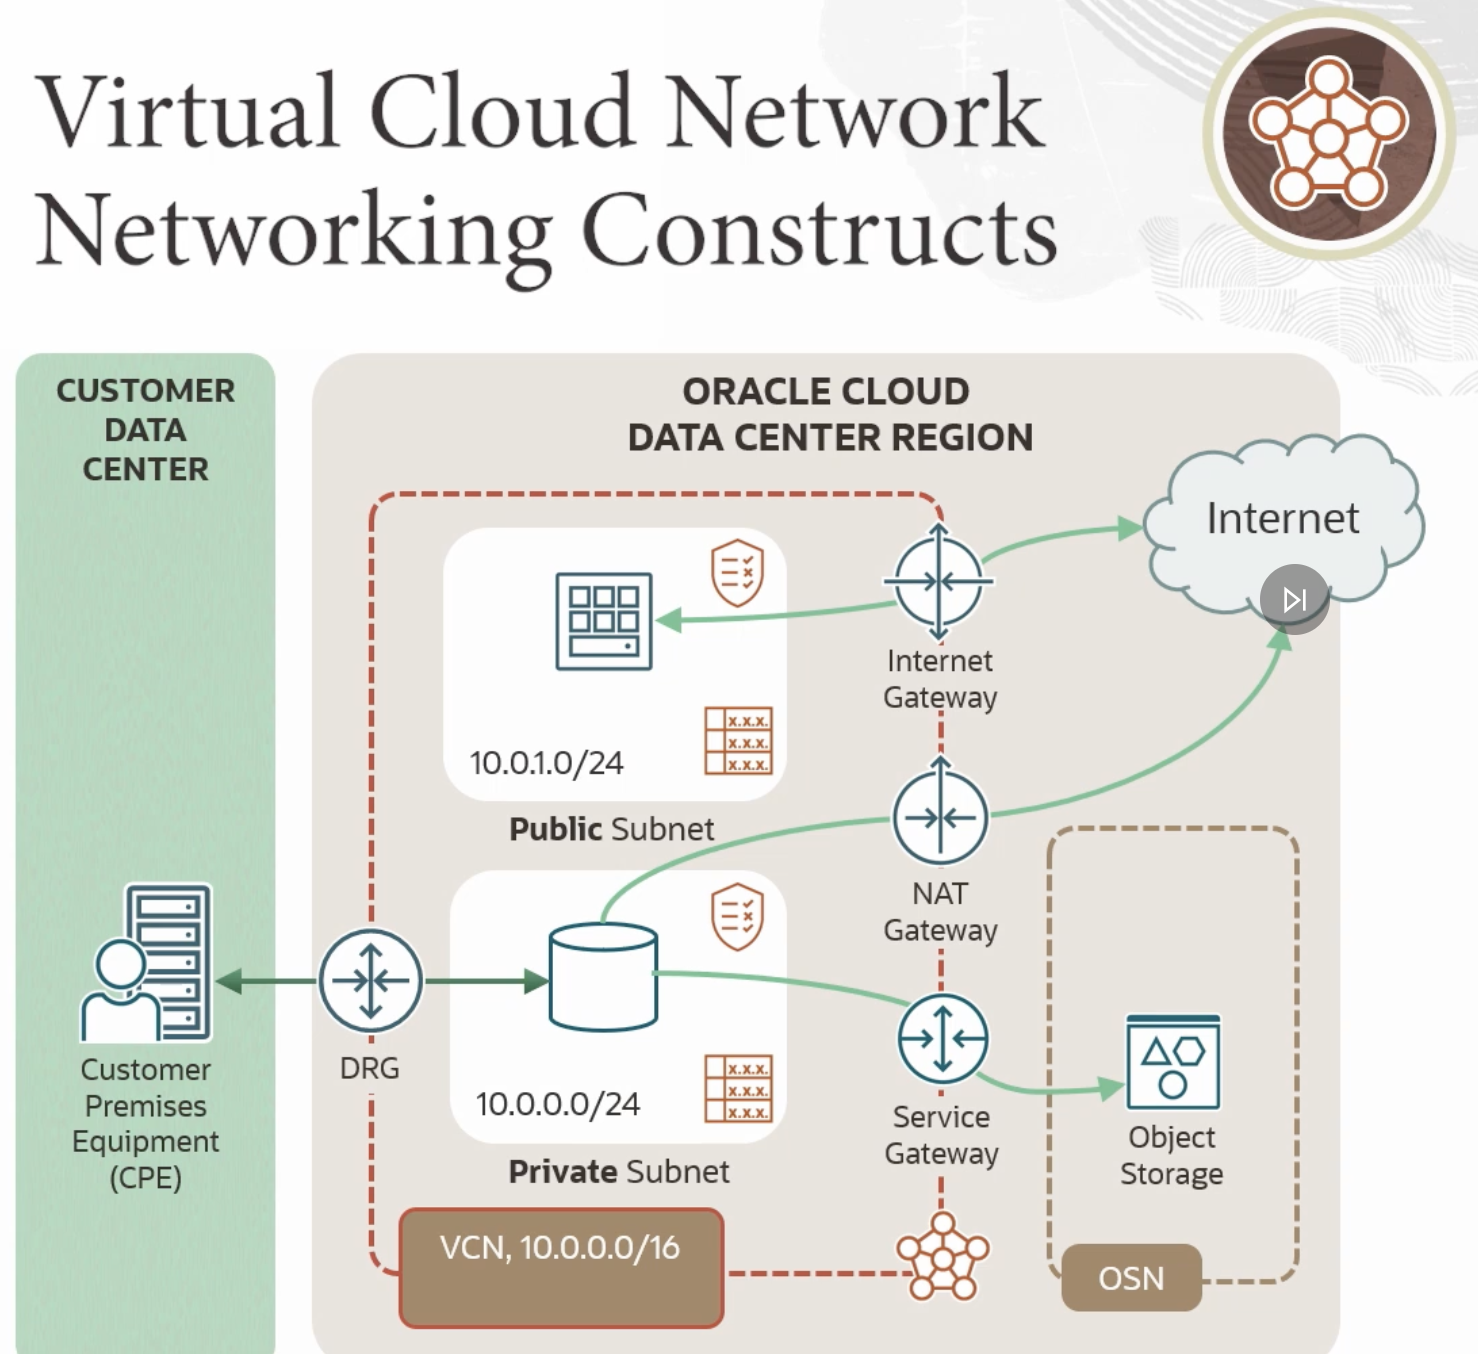 Virtual Cloud Network
Networking Constructs
CUSTOMER
DATA
CENTER
ORACLE CLOUD
DATA CENTER REGION
Internet
Internet
Gateway
x.x.x.
x.x.x.
x.x.x.
10.0.1.0/24
Public Subnet
NAT
Gateway
DRG
Customer
Premises
Equipment
(CPE)
x.x.x.
x.x.x.
x.x.x.
10.0.0.0/24
Private Subnet
Service
Gateway
Object
Storage
VCN, 10.0.0.0/16
OSN